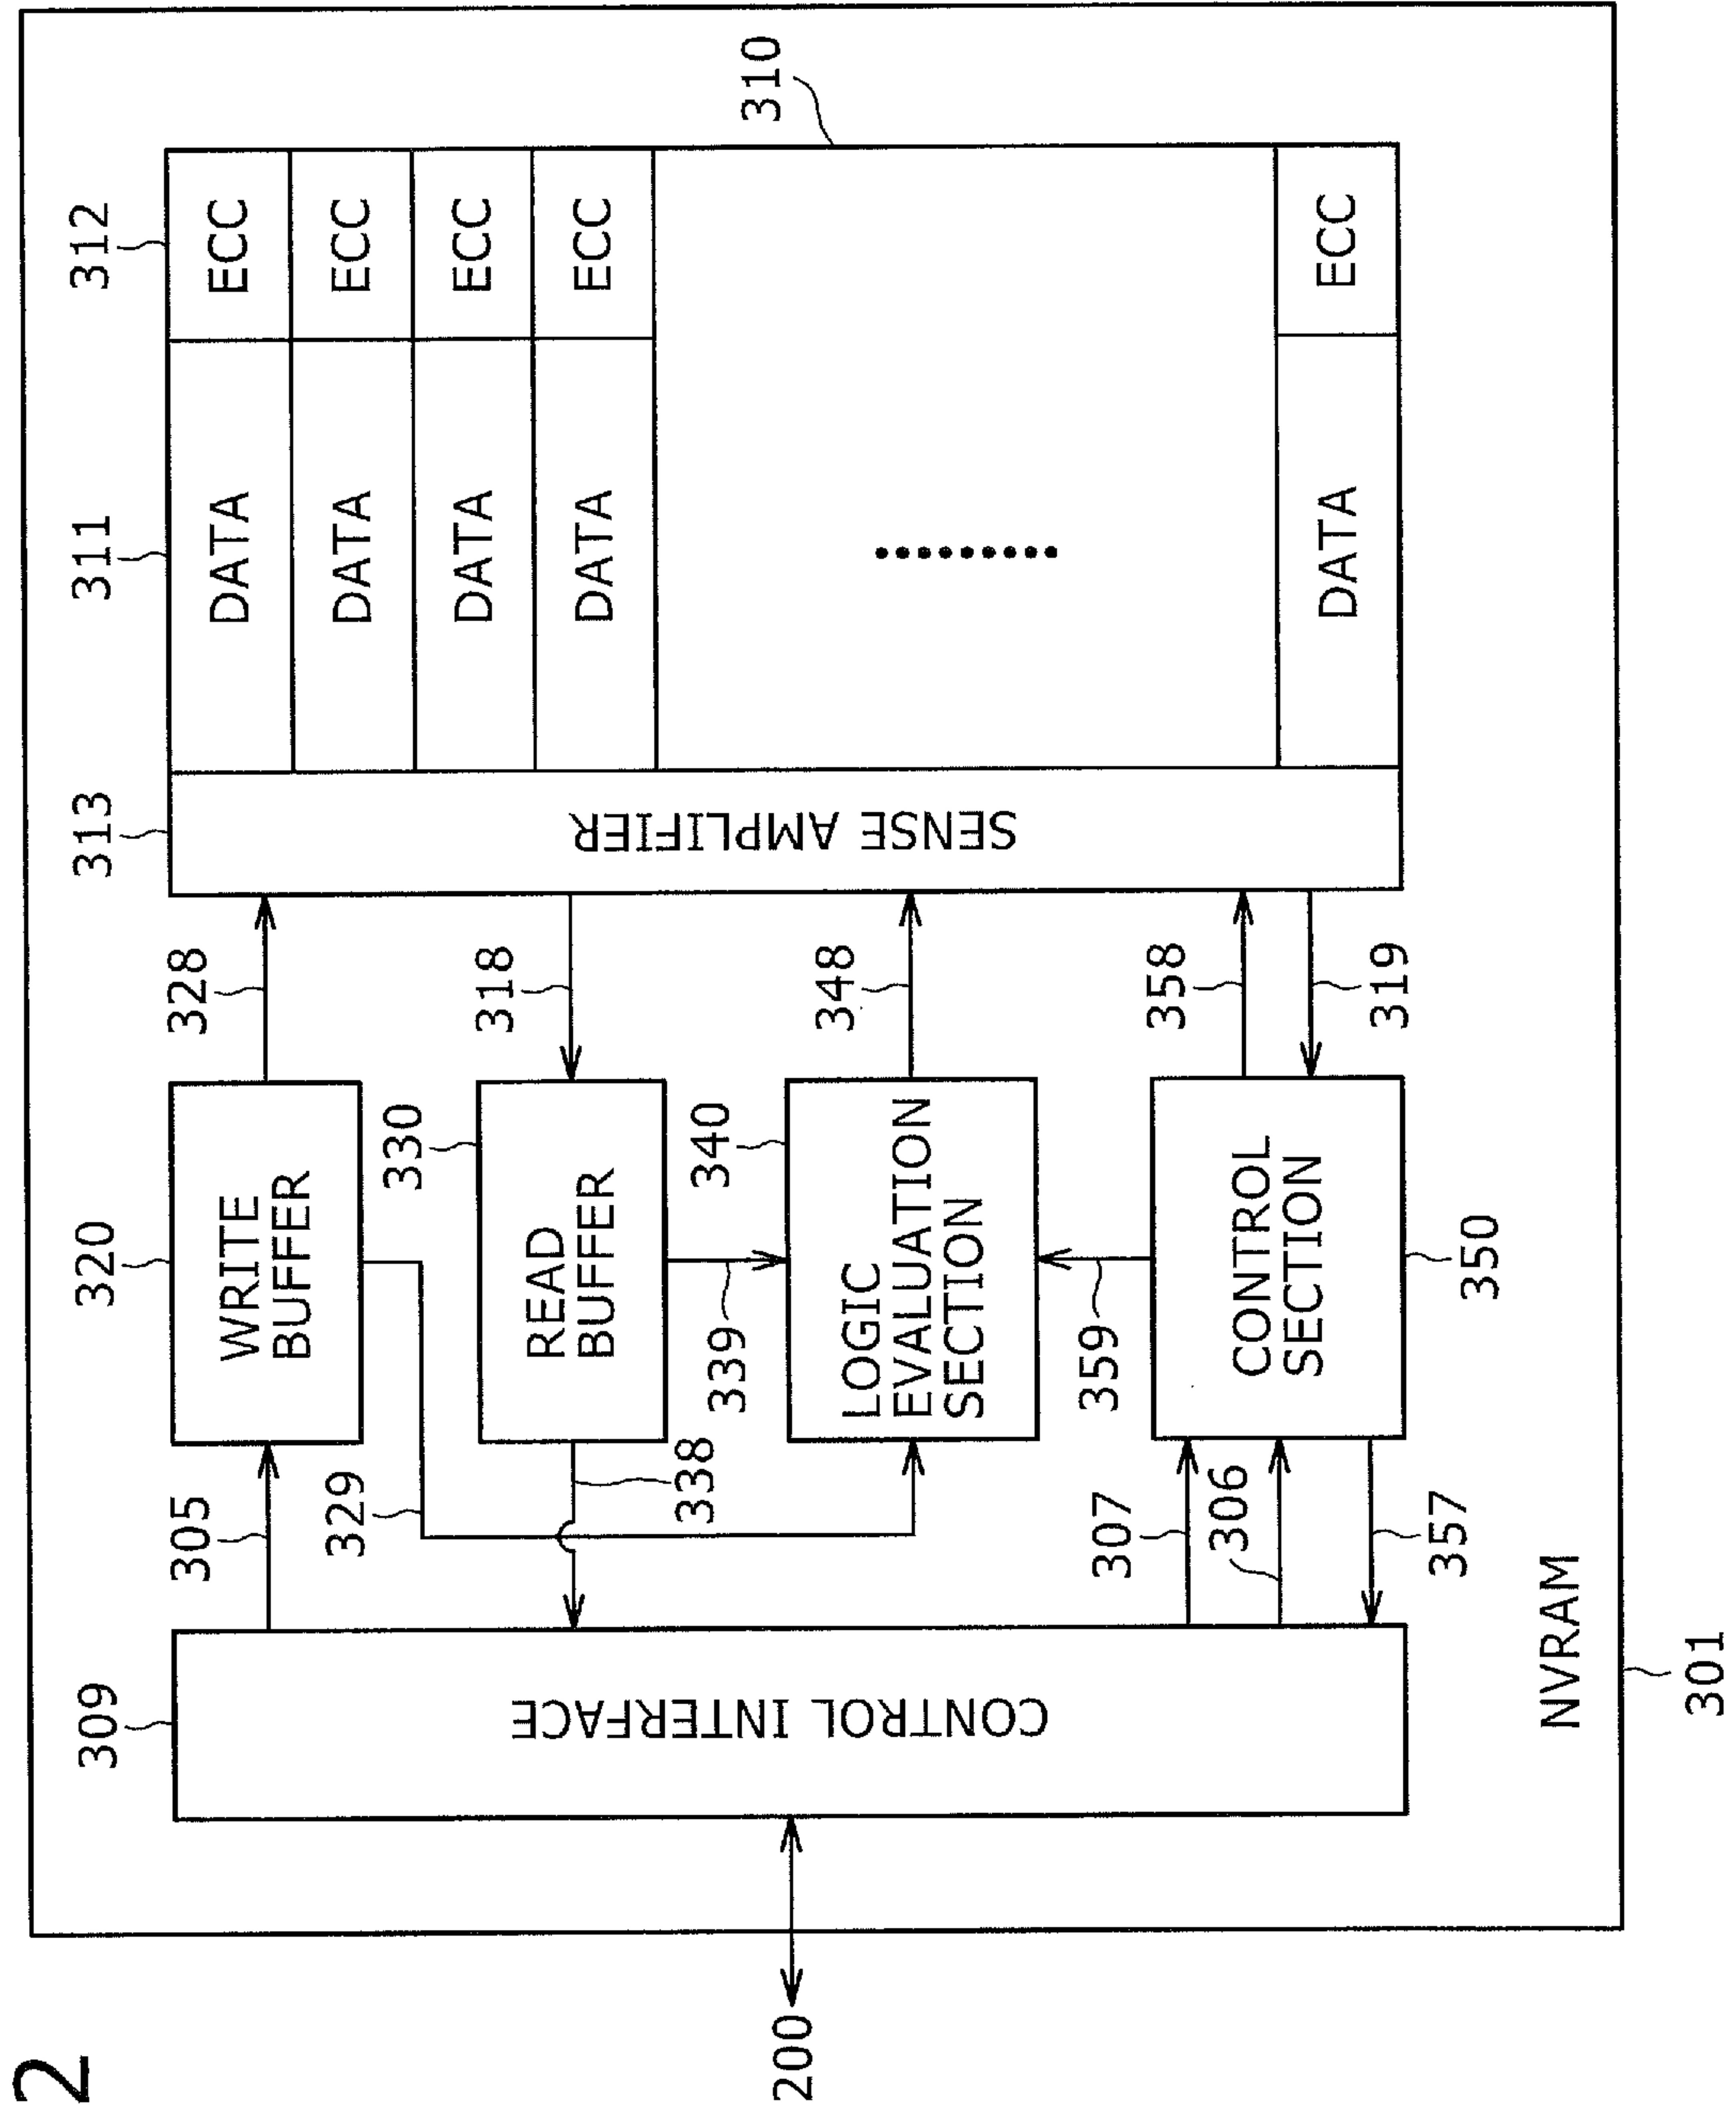 2
309
320
313
311
312
305
328
WRITE
BUFFER
DATA
ECC
329
330
DATA
ECC
318
DATA
ECC
READ
BUFFER
DATA
ECC
338
339
340
310
200
CONTROL INTERFACE
SENSE AMPLIFIER
348
LOGIC
EVALUATION
SECTION
307
359
358
306
CONTROL
SECTION
DATA
ECC
319
357
350
NVRAM
301